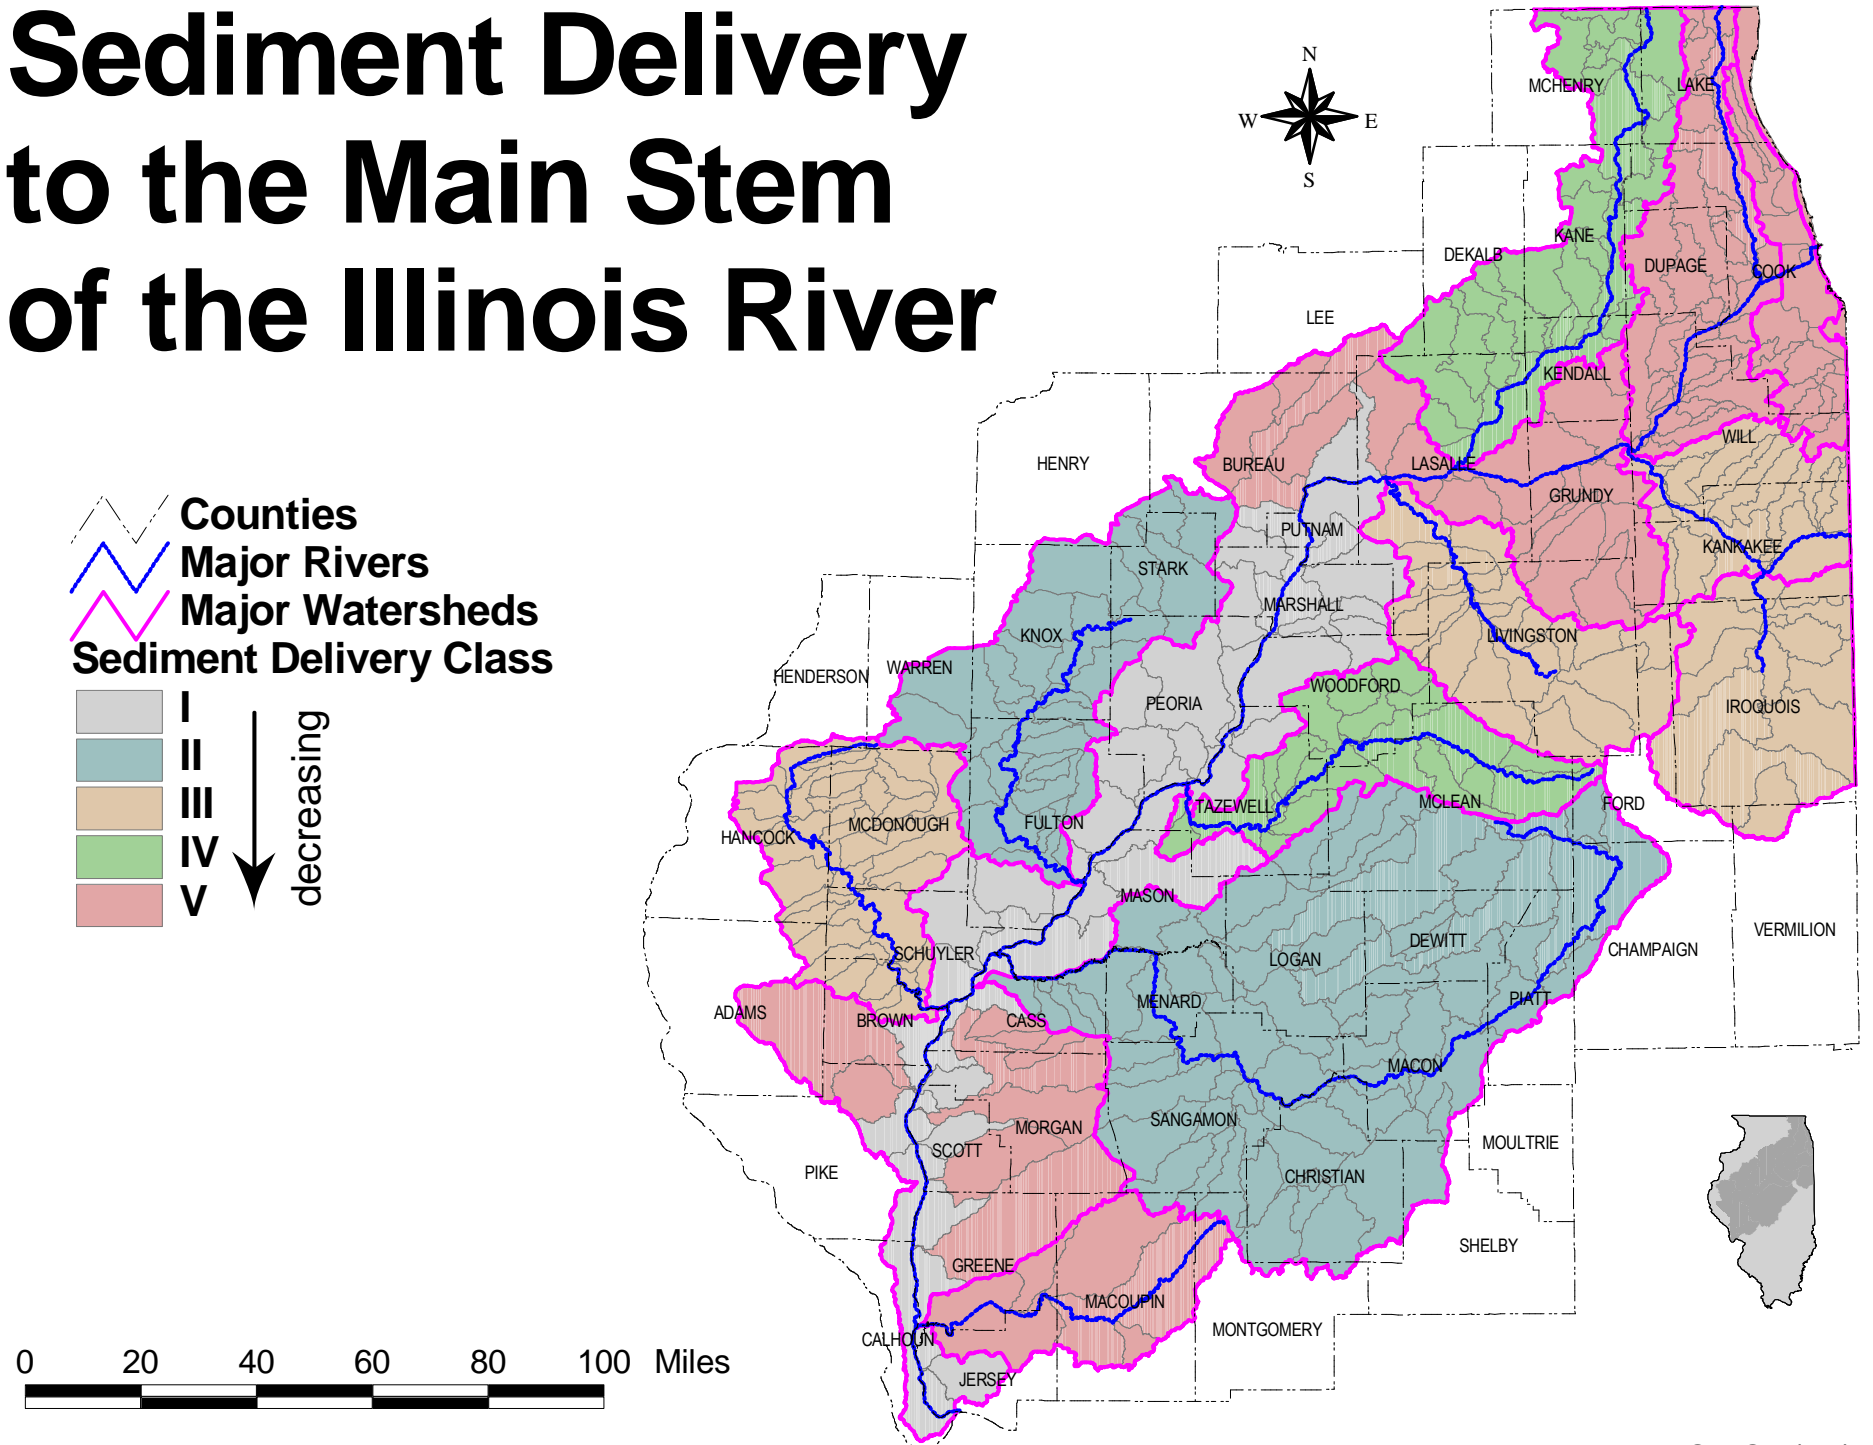 Sediment Delivery
to the Main Stem
of the Illinois River
N
W E
S
Counties
Major Rivers
Major Watersheds
Sediment Delivery Class
I
II
III
IV
V
decreasing
MCHENRY
LAKE
KANE
DEKALB
DUPAGE
COOK
LEE
KENDALL
WILL
HENRY
BUREAU
LASALLE
GRUNDY
PUTNAM
KANKAKEE
STARK
MARSHALL
KNOX
LIVINGSTON
WARREN
HENDERSON
WOODFORD
PEORIA
IROQUOIS
TAZEWELL
MCLEAN
FORD
FULTON
MCDONOUGH
HANCOCK
MASON
VERMILION
DEWITT
CHAMPAIGN
SCHUYLER
LOGAN
MENARD
PIATT
ADAMS
BROWN
CASS
MACON
SANGAMON
MORGAN
SCOTT
MOULTRIE
PIKE
CHRISTIAN
SHELBY
GREENE
MACOUPIN
MONTGOMERY
CALHOUN
JERSEY
0 20 40 60 80 100 Miles